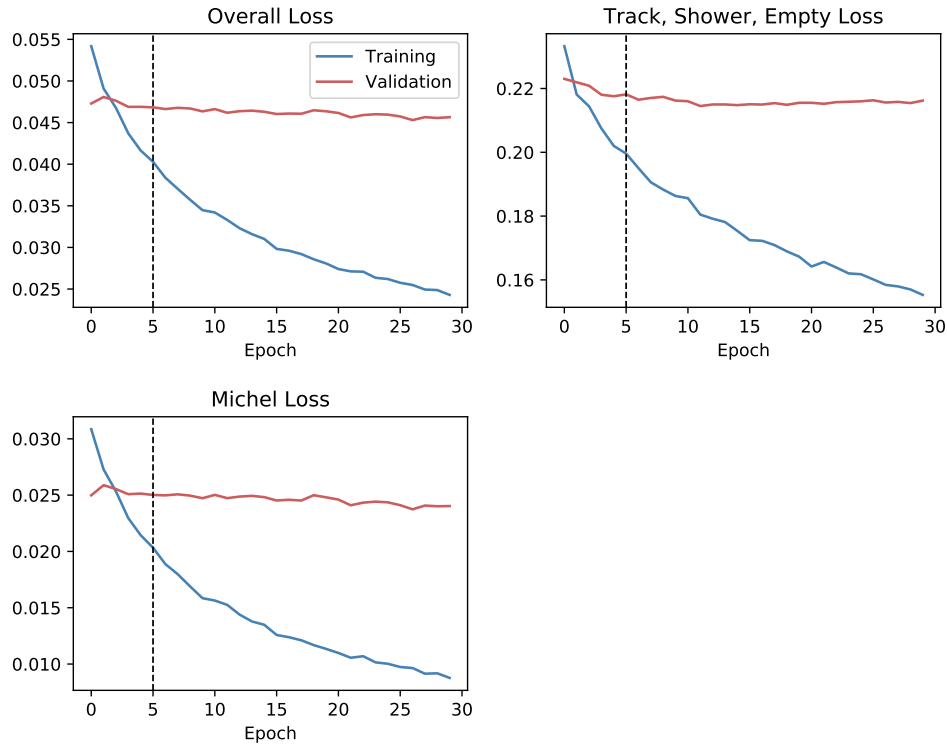 Overall Loss
0.055
0.050
0.045
0.040
0.035
0.030
0.025
Training
Validation
0 5 10 15 20 25 30
Epoch
Track, Shower, Empty Loss
0.22
0.20
0.18
0.16
0 5 10 15 20 25 30
Epoch
Michel Loss
0.030
0.025
0.020
0.015
0.010
0 5 10 15 20 25 30
Epoch